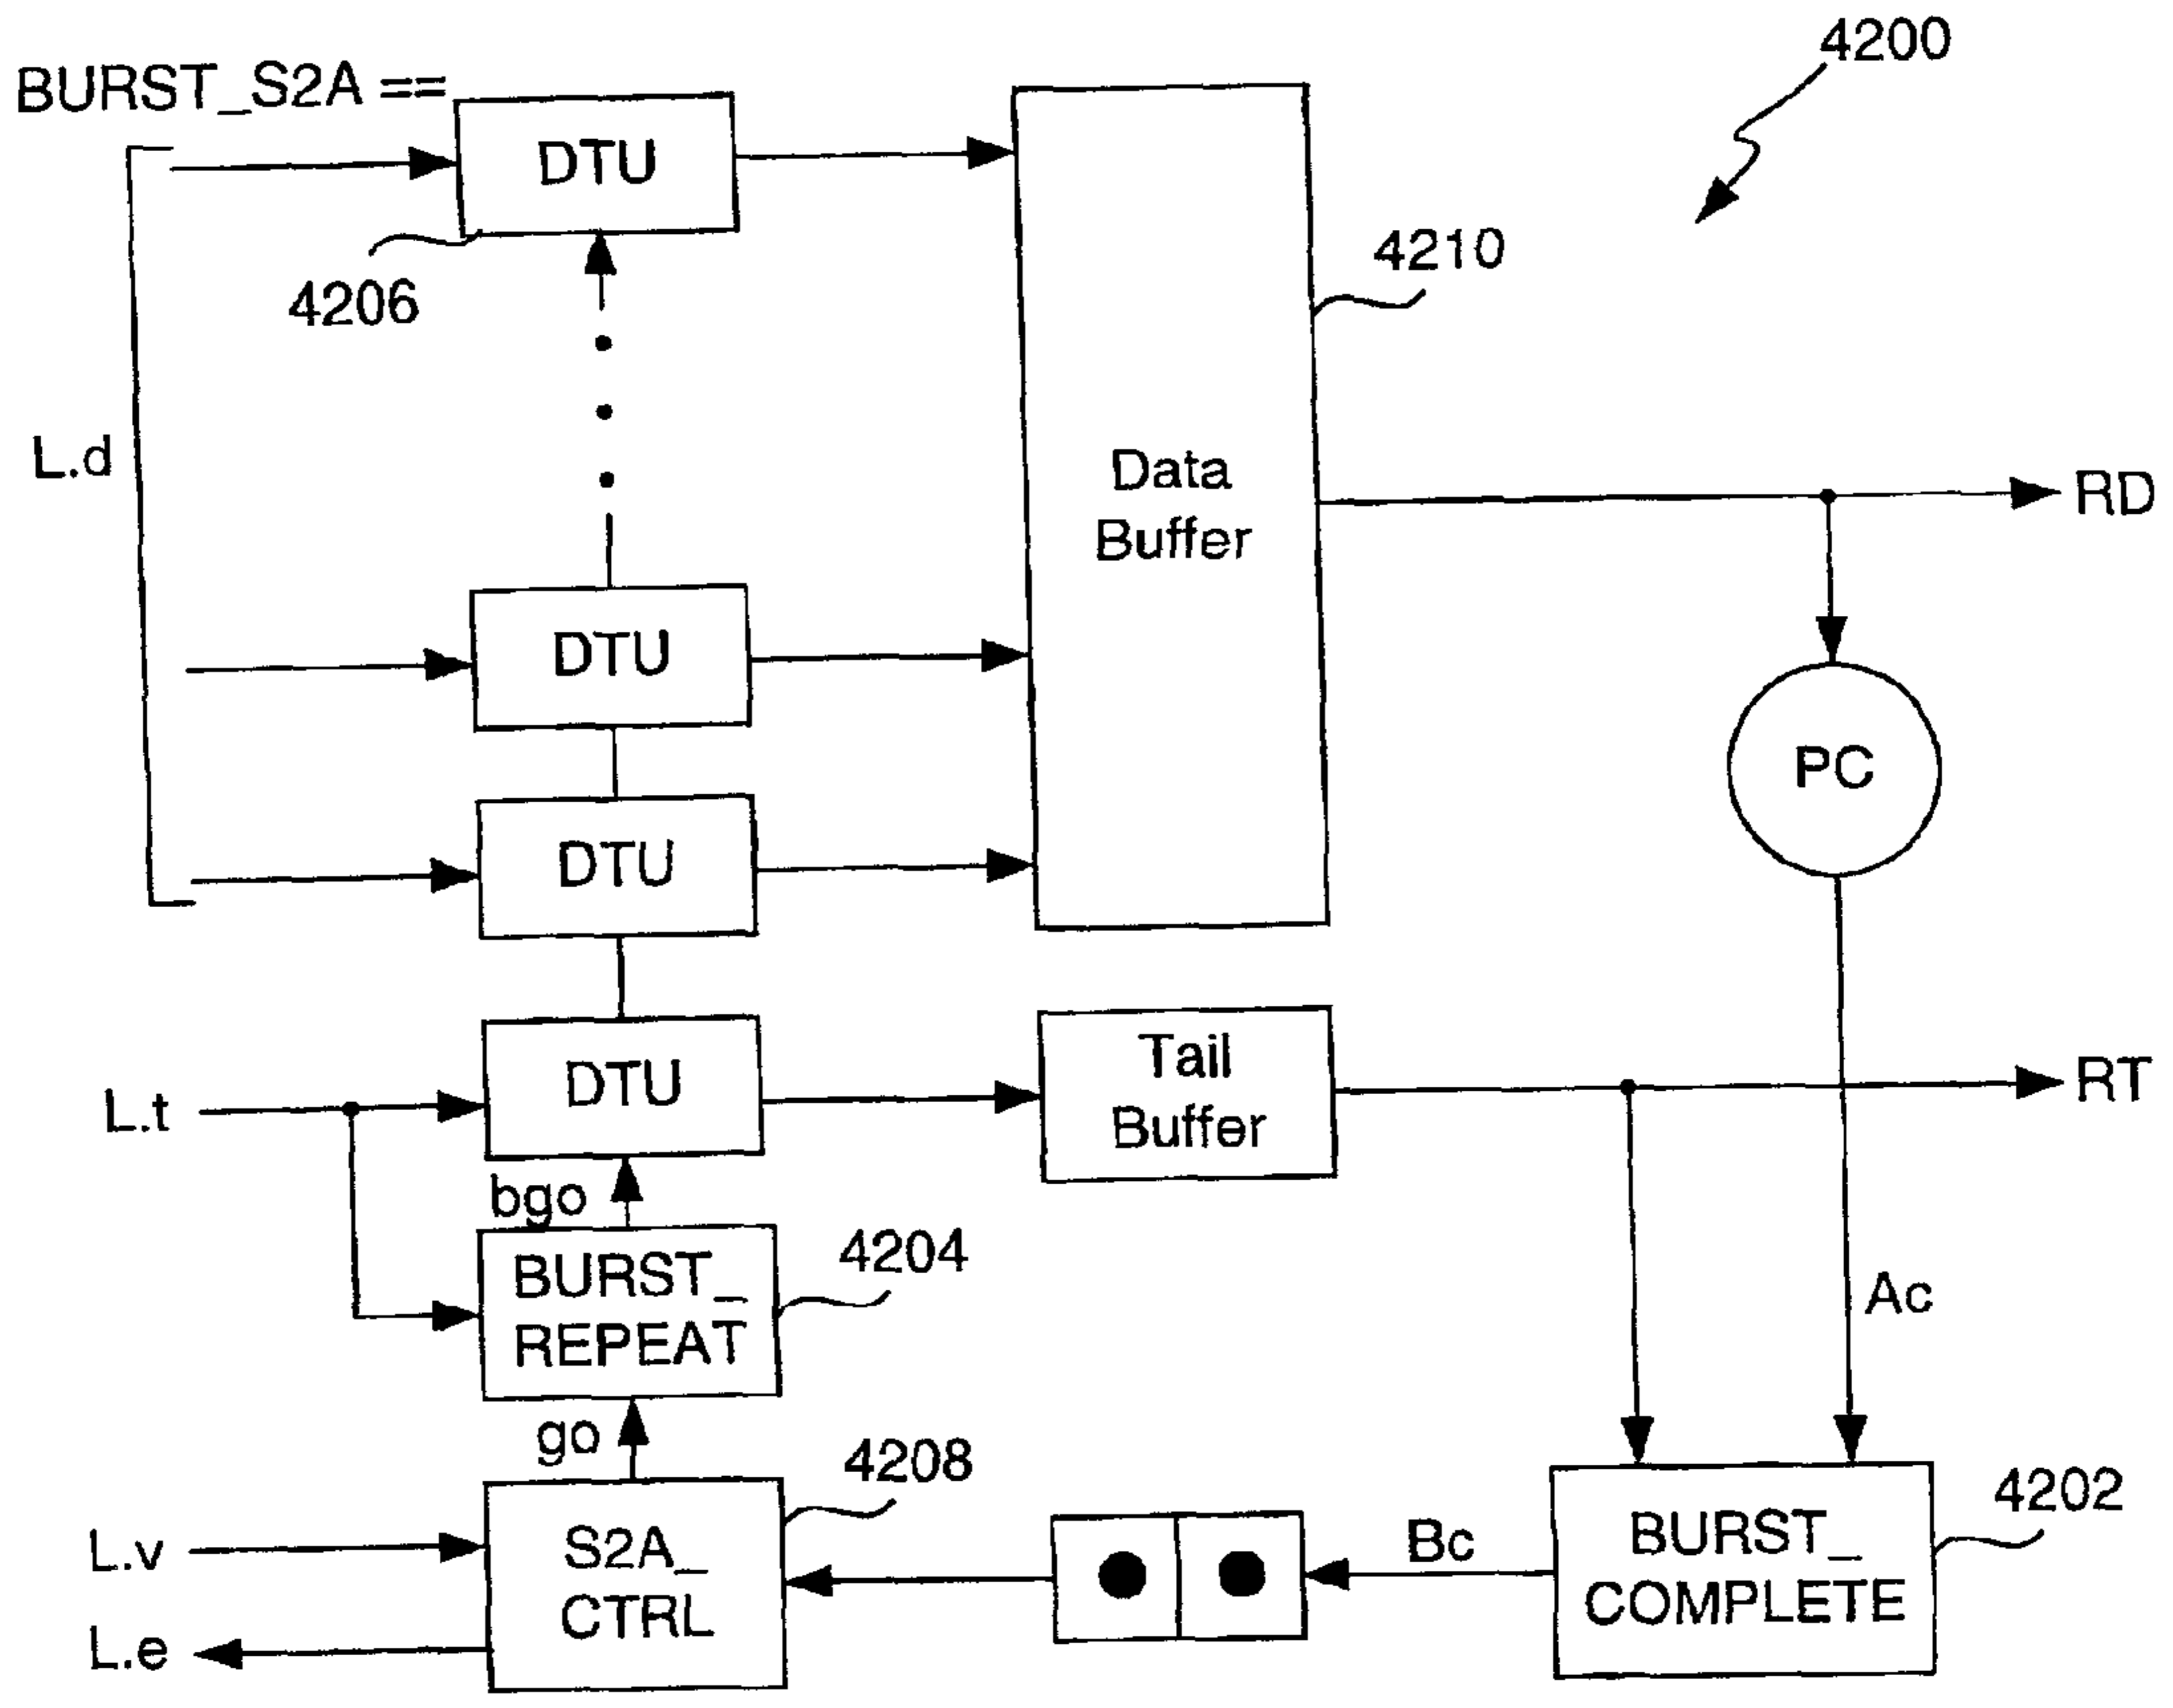 4200
BURST_S2A ==
DTU
4206
4210
L.d
Data
Buffer
RD
DTU
PC
DTU
L.t
DTU
Tail
Buffer
RT
bgo
BURST_
REPEAT
4204
Ac
go
4208
L.v
L.e
S2A_
CTRL
Bc
BURST_
COMPLETE
4202